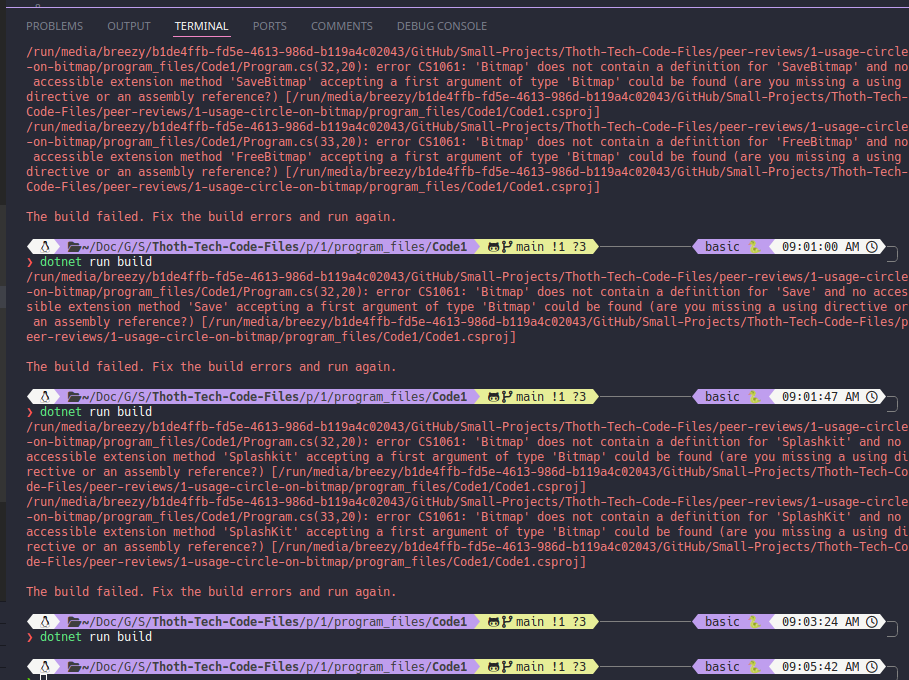 PROBLEMS OUTPUT TERMINAL PORTS COMMENTS DEBUG CONSOLE
/run/media/breezy/b1de4ffb-fd5e-4613-986d-b119a4c02043/GitHub/Small-Projects/Thoth-Tech-Code-Files/peer-reviews/1-usage-circle
-on-bitmap/program_files/Code1/Program.cs(32,20): error CS1061: 'Bitmap' does not contain a definition for 'SaveBitmap' and no
accessible extension method 'SaveBitmap' accepting a first argument of type 'Bitmap' could be found (are you missing a using
directive or an assembly reference?) [/run/media/breezy/b1de4ffb-fd5e-4613-986d-b119a4c02043/GitHub/Small-Projects/Thoth-Tech-
Code-Files/peer-reviews/1-usage-circle-on-bitmap/program_files/Code1/Code1.csproj]
/run/media/breezy/b1de4ffb-fd5e-4613-986d-b119a4c02043/GitHub/Small-Projects/Thoth-Tech-Code-Files/peer-reviews/1-usage-circle
-on-bitmap/program_files/Code1/Program.cs(33,20): error CS1061: 'Bitmap' does not contain a definition for 'FreeBitmap' and no
accessible extension method 'FreeBitmap' accepting a first argument of type 'Bitmap' could be found (are you missing a using
directive or an assembly reference?) [/run/media/breezy/b1de4ffb-fd5e-4613-986d-b119a4c02043/GitHub/Small-Projects/Thoth-Tech-
Code-Files/peer-reviews/1-usage-circle-on-bitmap/program_files/Code1/Code1.csproj]
The build failed. Fix the build errors and run again.
~/Doc/G/S/Thoth-Tech-Code-Files/p/1/program_files/Code1 main !1 ?3 basic 09:01:00 AM
❯ dotnet run build
/run/media/breezy/b1de4ffb-fd5e-4613-986d-b119a4c02043/GitHub/Small-Projects/Thoth-Tech-Code-Files/peer-reviews/1-usage-circle
-on-bitmap/program_files/Code1/Program.cs(32,20): error CS1061: 'Bitmap' does not contain a definition for 'Save' and no acces
sible extension method 'Save' accepting a first argument of type 'Bitmap' could be found (are you missing a using directive or
an assembly reference?) [/run/media/breezy/b1de4ffb-fd5e-4613-986d-b119a4c02043/GitHub/Small-Projects/Thoth-Tech-Code-Files/p
eer-reviews/1-usage-circle-on-bitmap/program_files/Code1/Code1.csproj]
The build failed. Fix the build errors and run again.
~/Doc/G/S/Thoth-Tech-Code-Files/p/1/program_files/Code1 main !1 ?3 basic 09:01:47 AM
❯ dotnet run build
/run/media/breezy/b1de4ffb-fd5e-4613-986d-b119a4c02043/GitHub/Small-Projects/Thoth-Tech-Code-Files/peer-reviews/1-usage-circle
-on-bitmap/program_files/Code1/Program.cs(32,20): error CS1061: 'Bitmap' does not contain a definition for 'Splashkit' and no
accessible extension method 'Splashkit' accepting a first argument of type 'Bitmap' could be found (are you missing a using di
rective or an assembly reference?) [/run/media/breezy/b1de4ffb-fd5e-4613-986d-b119a4c02043/GitHub/Small-Projects/Thoth-Tech-Co
de-Files/peer-reviews/1-usage-circle-on-bitmap/program_files/Code1/Code1.csproj]
/run/media/breezy/b1de4ffb-fd5e-4613-986d-b119a4c02043/GitHub/Small-Projects/Thoth-Tech-Code-Files/peer-reviews/1-usage-circle
-on-bitmap/program_files/Code1/Program.cs(33,20): error CS1061: 'Bitmap' does not contain a definition for 'SplashKit' and no
accessible extension method 'SplashKit' accepting a first argument of type 'Bitmap' could be found (are you missing a using di
rective or an assembly reference?) [/run/media/breezy/b1de4ffb-fd5e-4613-986d-b119a4c02043/GitHub/Small-Projects/Thoth-Tech-Co
de-Files/peer-reviews/1-usage-circle-on-bitmap/program_files/Code1/Code1.csproj]
The build failed. Fix the build errors and run again.
~/Doc/G/S/Thoth-Tech-Code-Files/p/1/program_files/Code1 main !1 ?3 basic 09:03:24 AM
❯ dotnet run build
~/Doc/G/S/Thoth-Tech-Code-Files/p/1/program_files/Code1 main !1 ?3 basic 09:05:42 AM